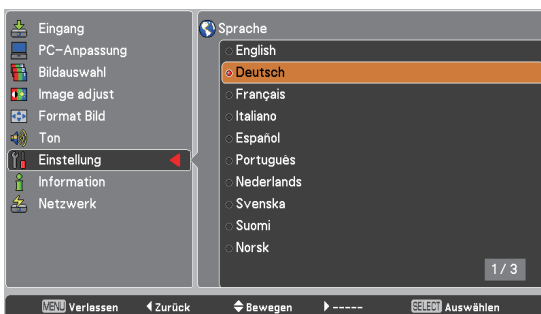 Eingang
PC-Anpassung
Bildauswahl
Image adjust
Format Bild
Ton
Einstellung
Information
Netzwerk
Sprache
English
Deutsch
Français
Italiano
Español
Português
Nederlands
Svenska
Suomi
Norsk
1 / 3
MENU Verlassen Zurück Bewegen ----- SELECT Auswählen